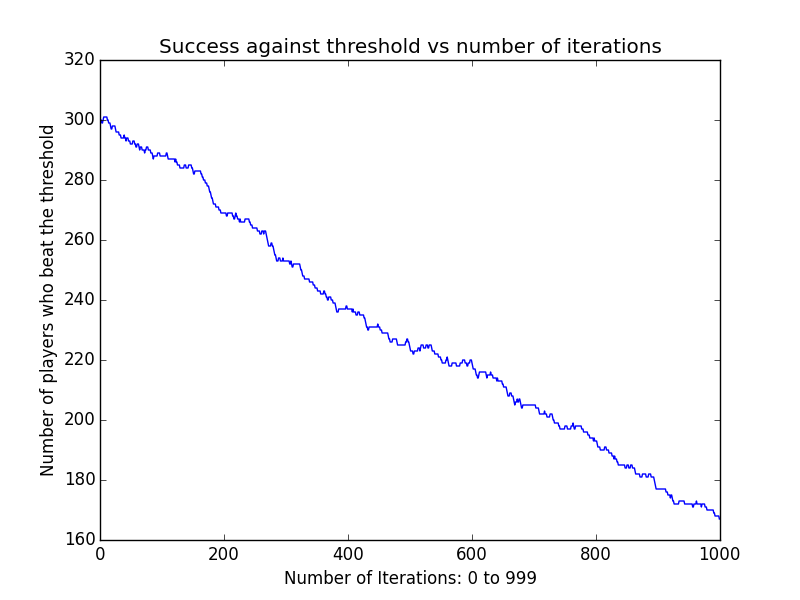 Success against threshold vs number of iterations
320
300
280
260
240
220
200
180
160
Number of players who beat the threshold
0 200 400 600 800 1000
Number of Iterations: 0 to 999